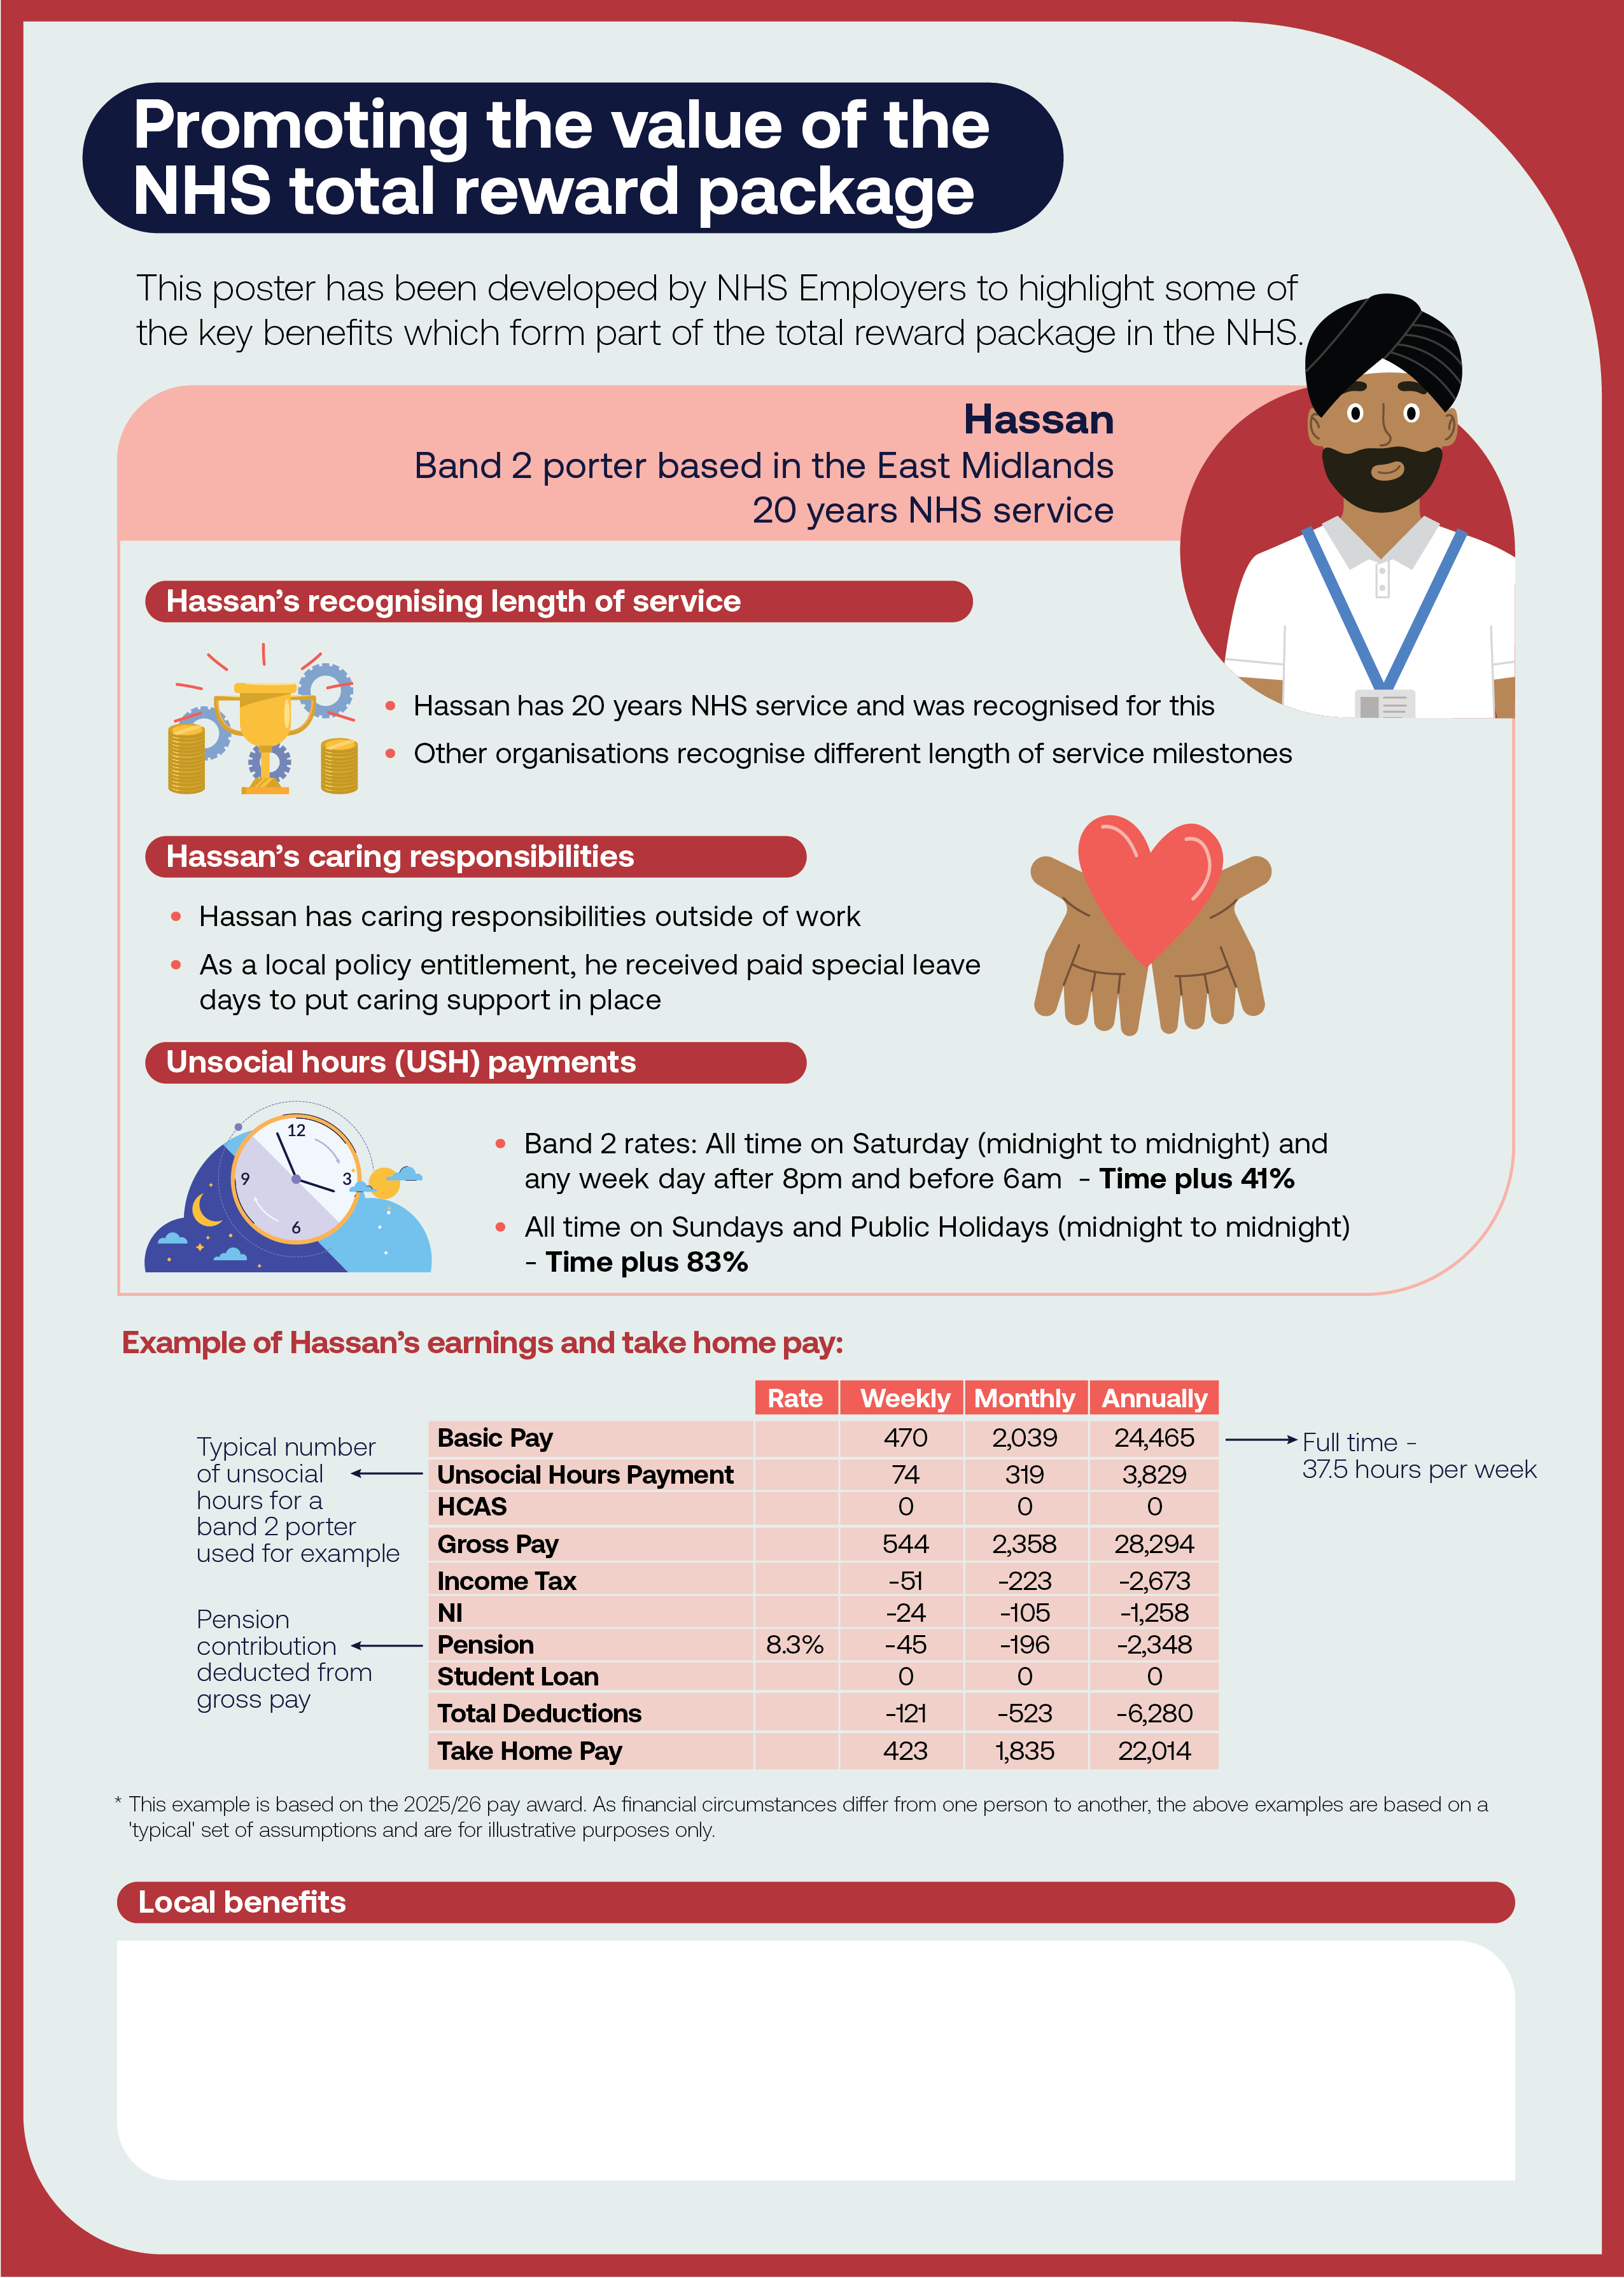 Promoting the value of the
NHS total reward package
This poster has been developed by NHS Employers to highlight some of
the key benefits which form part of the total reward package in the NHS.
Hassan
Band 2 porter based in the East Midlands
20 years NHS service
Hassan’s recognising length of service
• Hassan has 20 years NHS service and was recognised for this
• Other organisations recognise different length of service milestones
Hassan’s caring responsibilities
• Hassan has caring responsibilities outside of work
• As a local policy entitlement, he received paid special leave
days to put caring support in place
Unsocial hours (USH) payments
12
3
6
9
• Band 2 rates: All time on Saturday (midnight to midnight) and
any week day after 8pm and before 6am - Time plus 41%
• All time on Sundays and Public Holidays (midnight to midnight)
- Time plus 83%
Example of Hassan’s earnings and take home pay:
Rate Weekly Monthly Annually
Basic Pay 470 2,039 24,465
Unsocial Hours Payment 74 319 3,829
HCAS 0 0 0
Gross Pay 544 2,358 28,294
Income Tax -51 -223 -2,673
NI -24 -105 -1,258
Pension 8.3% -45 -196 -2,348
Student Loan 0 0 0
Total Deductions -121 -523 -6,280
Take Home Pay 423 1,835 22,014
Typical number
of unsocial
hours for a
band 2 porter
used for example
Pension
contribution
deducted from
gross pay
Full time -
37.5 hours per week
* This example is based on the 2025/26 pay award. As financial circumstances differ from one person to another, the above examples are based on a
'typical' set of assumptions and are for illustrative purposes only.
Local benefits